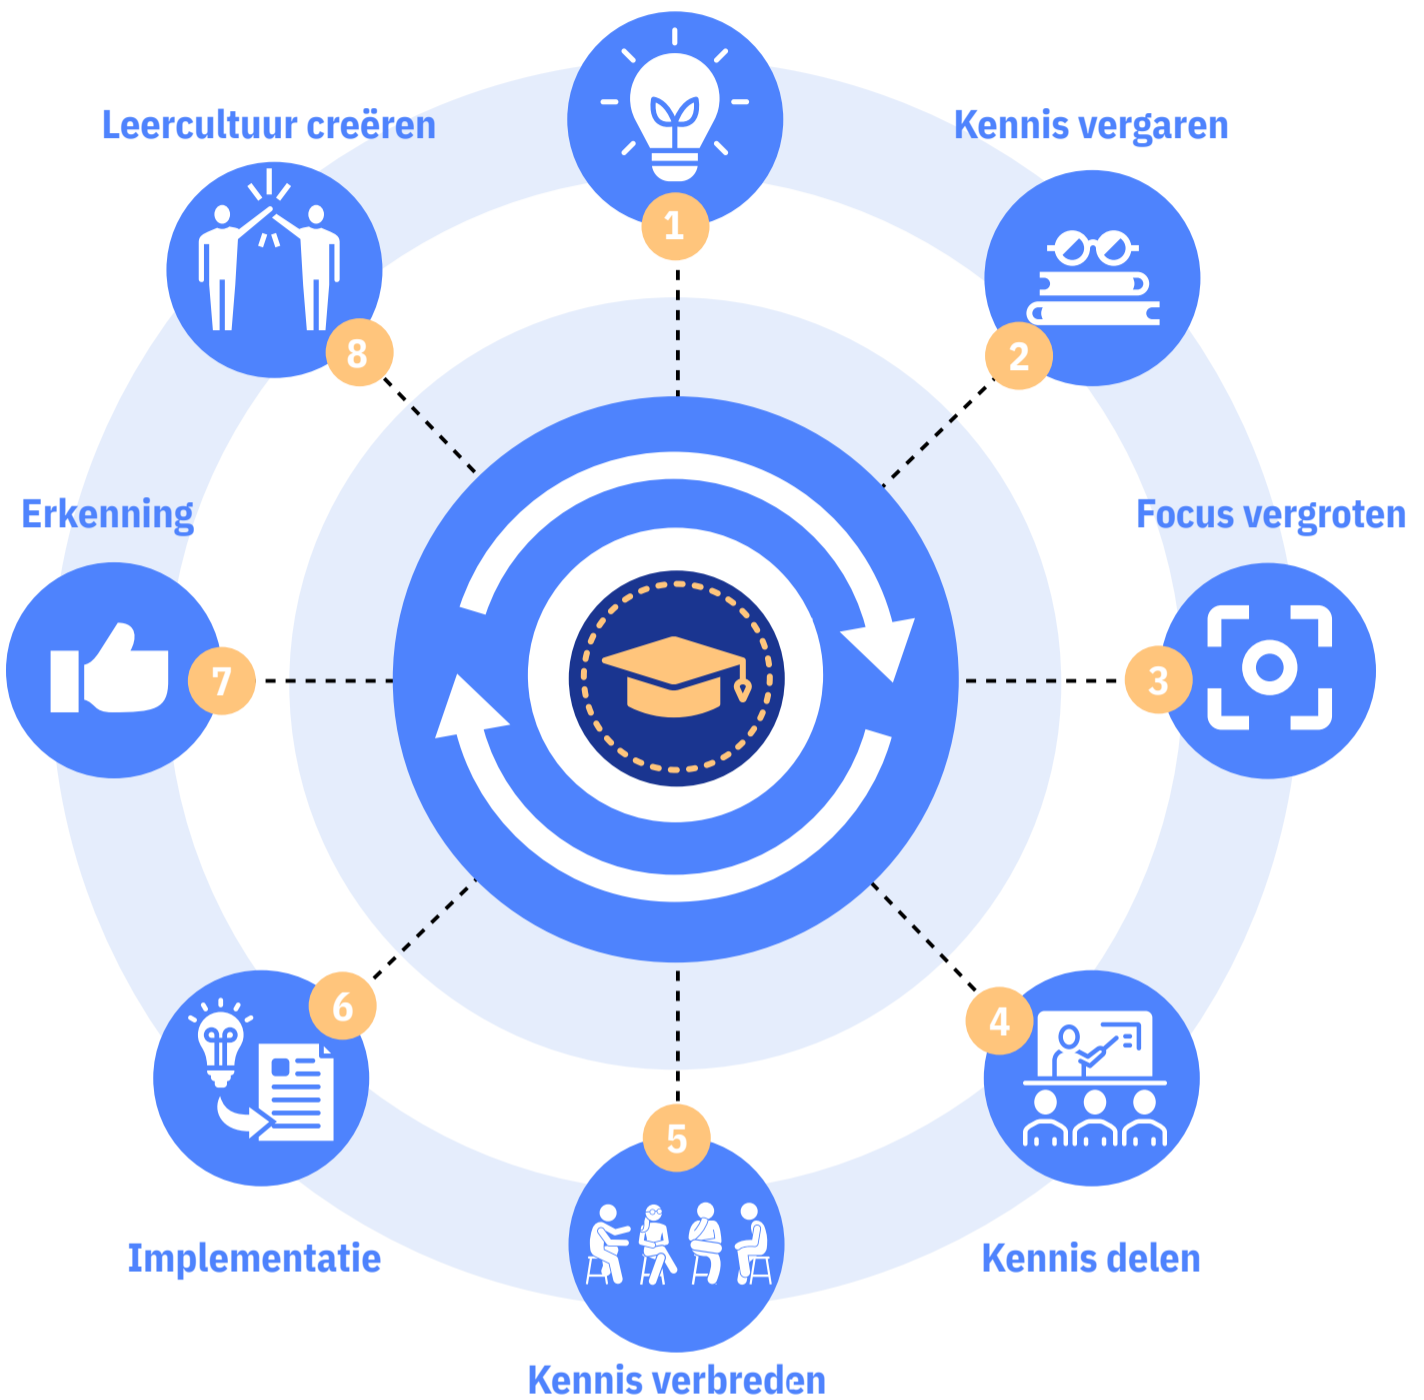 1
Kennis vergaren
2
Focus vergroten
3
Kennis delen
4
Kennis verbreden
5
Implementatie
6
Erkenning
7
Leercultuur creëren
8